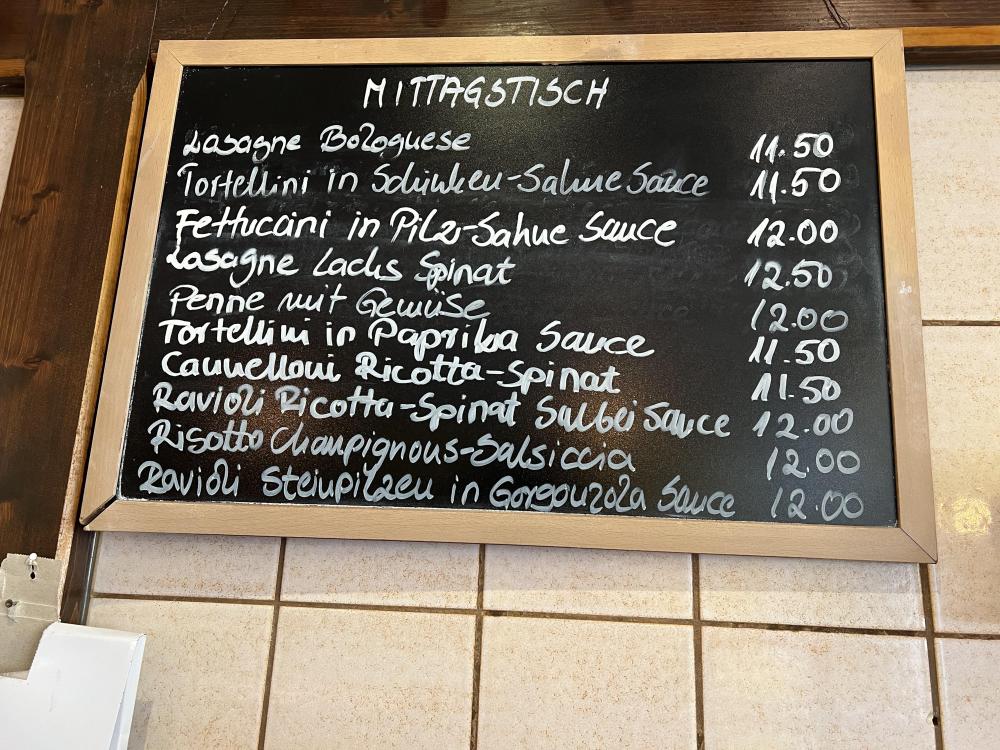 MITTAGSTISCH
Lasagne Bolognese 11.50
Tortellini in Schinken-Sahne Sauce 11.50
Fettuccini in Pilz-Sahne Sauce 12.00
Lasagne Lachs Spinat 12.50
Penne mit Gemüse 12.00
Tortellini in Paprika Sauce 11.50
Cannelloni Ricotta-Spinat 11.50
Ravioli Ricotta-Spinat Salbei Sauce 12.00
Risotto Champignons-Salsiccia 12.00
Ravioli Steinpilzen in Gorgonzola Sauce 12.00